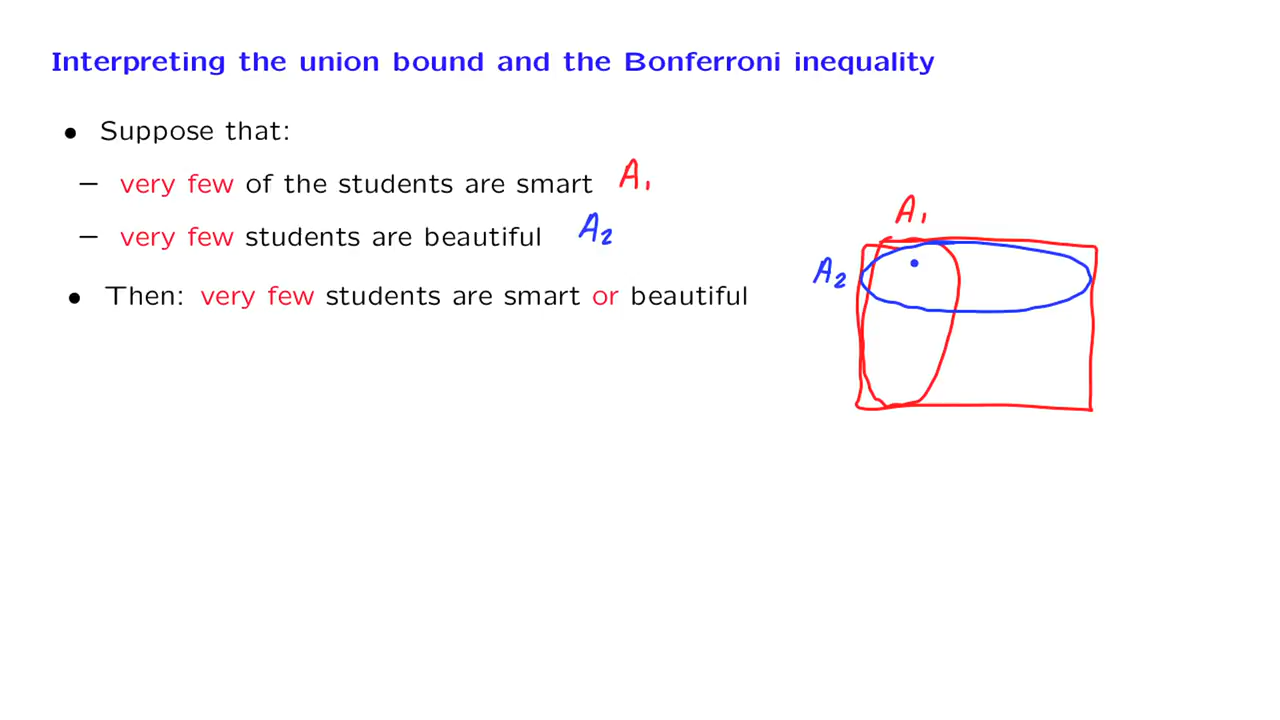 Interpreting the union bound and the Bonferroni inequality
• Suppose that:
– very few of the students are smart A₁
– very few students are beautiful A₂
• Then: very few students are smart or beautiful
A₁
A₂